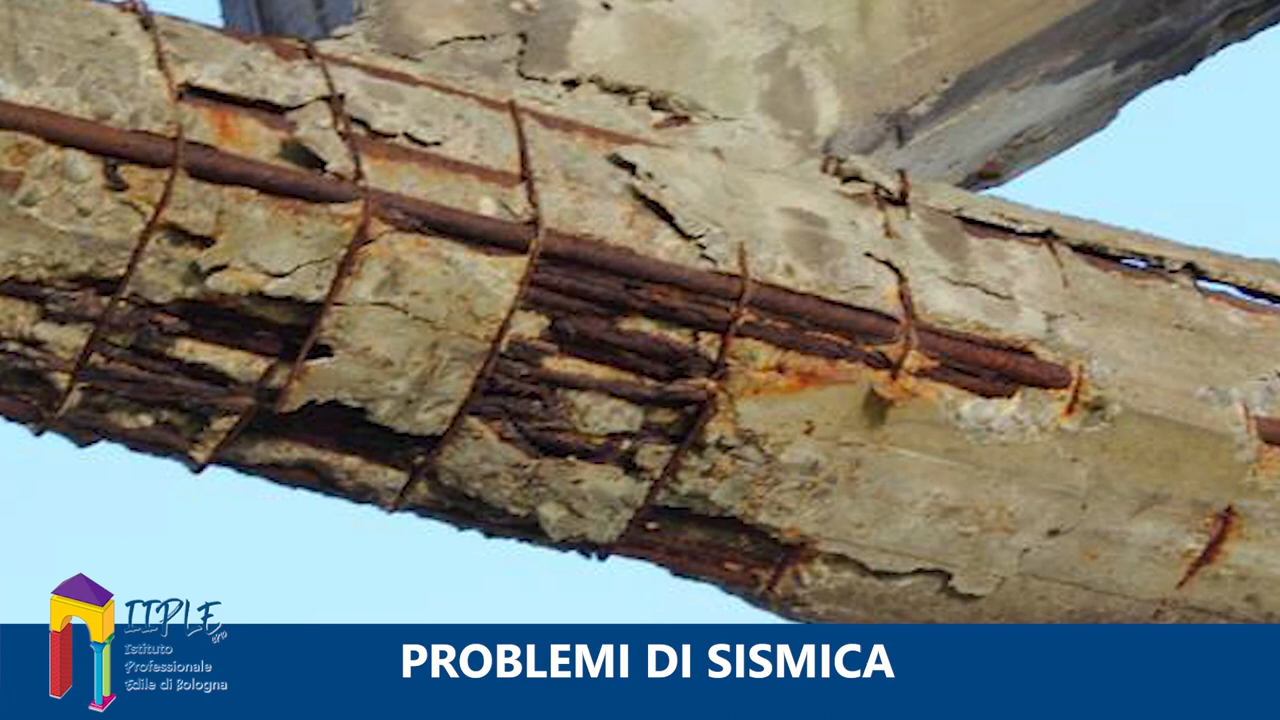 IIPLE
Istituto
Professionale
Edile di Bologna
PROBLEMI DI SISMICA